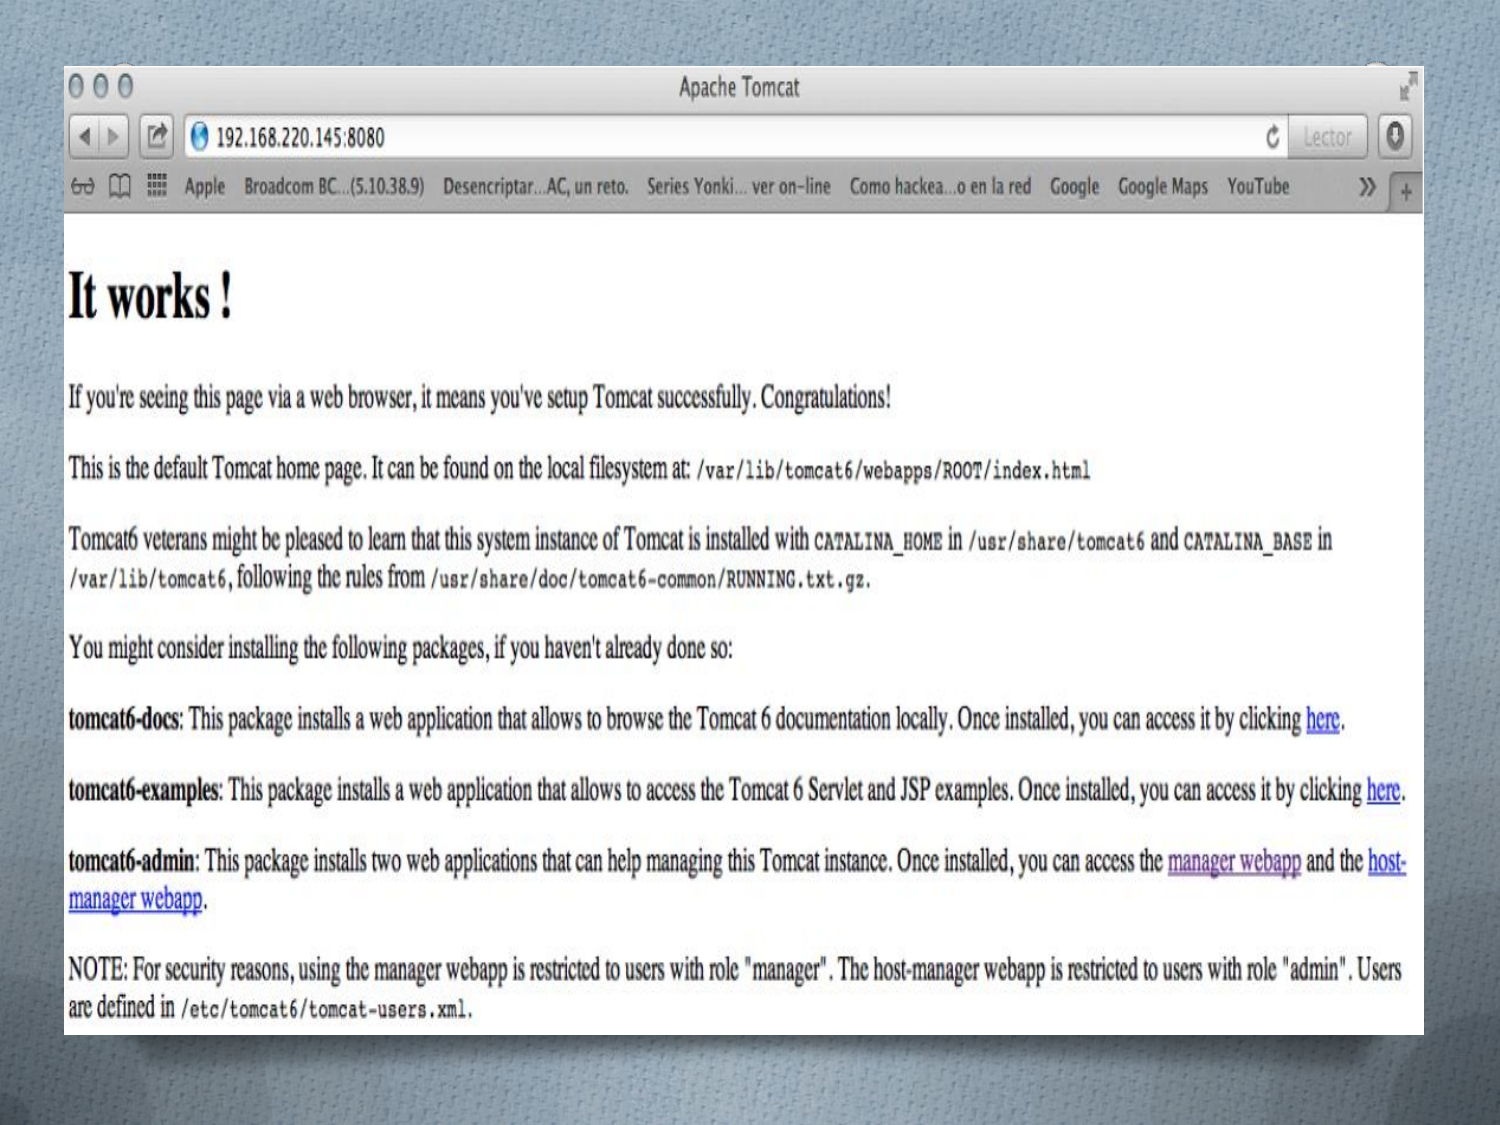 Apache Tomcat
192.168.220.145:8080
Lector
Apple Broadcom BC...(5.10.38.9) Desencriptar...AC, un reto. Series Yonki... ver on-line Como hackea...o en la red Google Google Maps YouTube
It works !
If you're seeing this page via a web browser, it means you've setup Tomcat successfully. Congratulations!
This is the default Tomcat home page. It can be found on the local filesystem at: /var/lib/tomcat6/webapps/ROOT/index.html
Tomcat6 veterans might be pleased to learn that this system instance of Tomcat is installed with CATALINA_HOME in /usr/share/tomcat6 and CATALINA_BASE in
/var/lib/tomcat6, following the rules from /usr/share/doc/tomcat6-common/RUNNING.txt.gz.
You might consider installing the following packages, if you haven't already done so:
tomcat6-docs: This package installs a web application that allows to browse the Tomcat 6 documentation locally. Once installed, you can access it by clicking here.
tomcat6-examples: This package installs a web application that allows to access the Tomcat 6 Servlet and JSP examples. Once installed, you can access it by clicking here.
tomcat6-admin: This package installs two web applications that can help managing this Tomcat instance. Once installed, you can access the manager webapp and the host-
manager webapp.
NOTE: For security reasons, using the manager webapp is restricted to users with role "manager". The host-manager webapp is restricted to users with role "admin". Users
are defined in /etc/tomcat6/tomcat-users.xml.